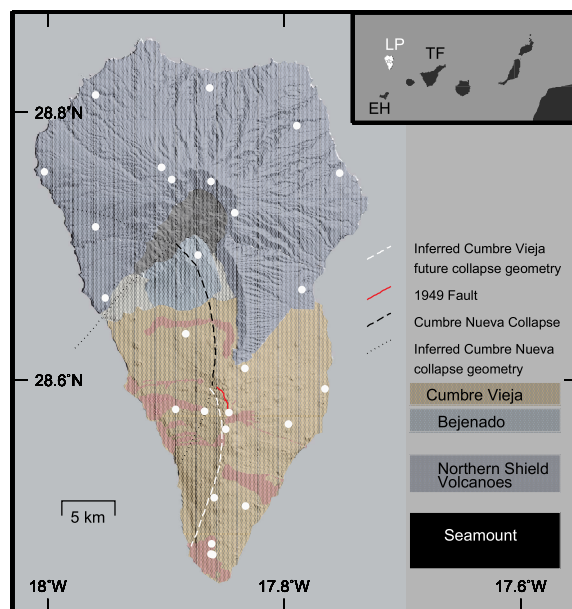 LP
TF
EH
28.8°N
Inferred Cumbre Vieja
future collapse geometry
1949 Fault
Cumbre Nueva Collapse
Inferred Cumbre Nueva
collapse geometry
28.6°N
Cumbre Vieja
Bejenado
Northern Shield
Volcanoes
Seamount
5 km
18°W
17.8°W
17.6°W